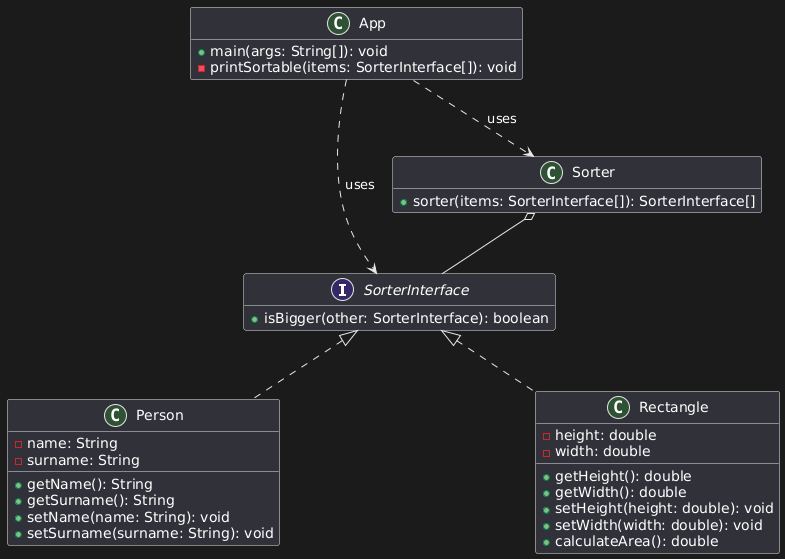 C App
main(args: String[]): void
printSortable(items: SorterInterface[]): void
uses
C Sorter
sorter(items: SorterInterface[]): SorterInterface[]
uses
I SorterInterface
isBigger(other: SorterInterface): boolean
C Person
name: String
surname: String
getName(): String
getSurname(): String
setName(name: String): void
setSurname(surname: String): void
C Rectangle
height: double
width: double
getHeight(): double
getWidth(): double
setHeight(height: double): void
setWidth(width: double): void
calculateArea(): double